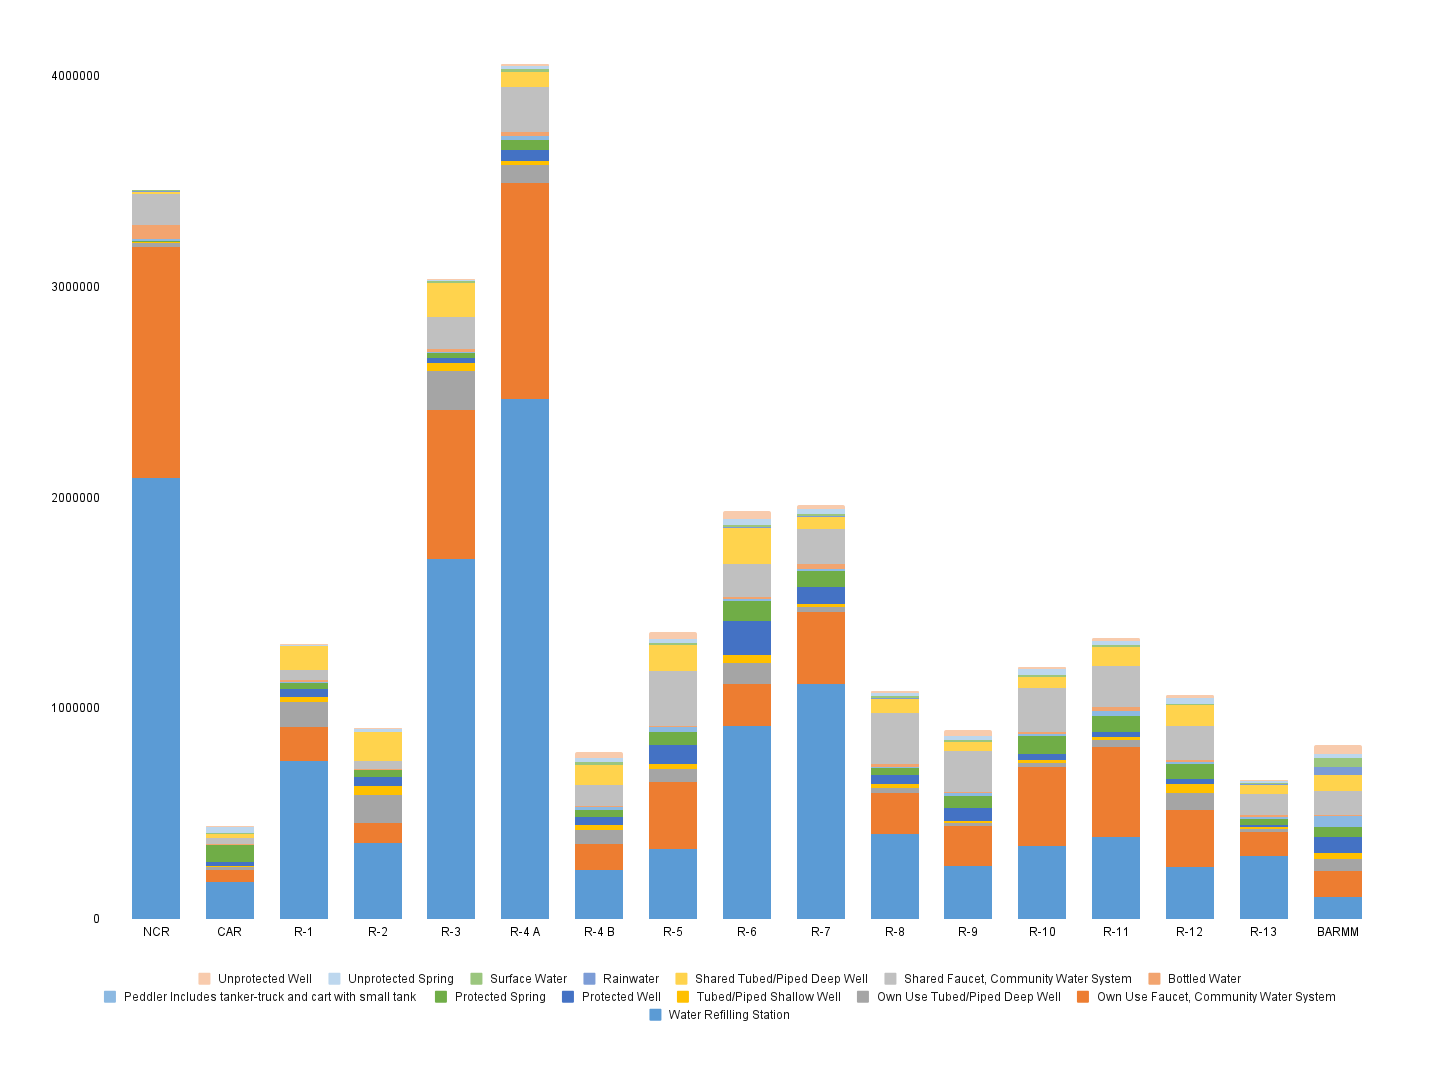 4000000
3000000
2000000
1000000
0
NCR CAR R-1 R-2 R-3 R-4 A R-4 B R-5 R-6 R-7 R-8 R-9 R-10 R-11 R-12 R-13 BARMM
Unprotected Well Unprotected Spring Surface Water Rainwater Shared Tubed/Piped Deep Well Shared Faucet, Community Water System Bottled Water
Peddler Includes tanker-truck and cart with small tank Protected Spring Protected Well Tubed/Piped Shallow Well Own Use Tubed/Piped Deep Well Own Use Faucet, Community Water System
Water Refilling Station